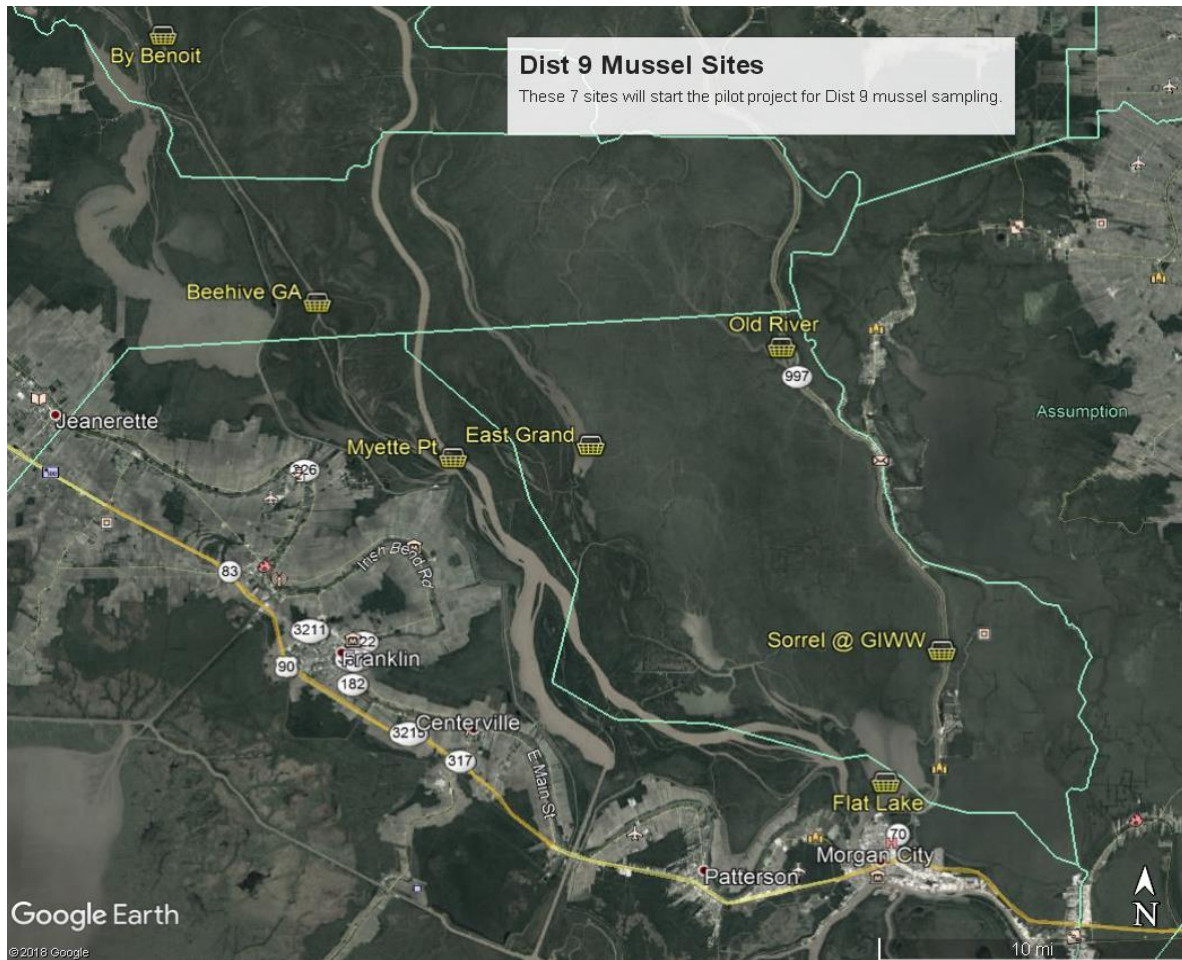 By Benoit
Dist 9 Mussel Sites
These 7 sites will start the pilot project for Dist 9 mussel sampling.
Beehive GA
Old River
997
Assumption
Jeanerette
Myette Pt
East Grand
326
Irish Bend Rd
83
3211
322
Franklin
90
182
Sorrel @ GIWW
Centerville
3215
317
E Main St
Flat Lake
70
Morgan City
Patterson
N
Google Earth
©2018 Google
10 mi